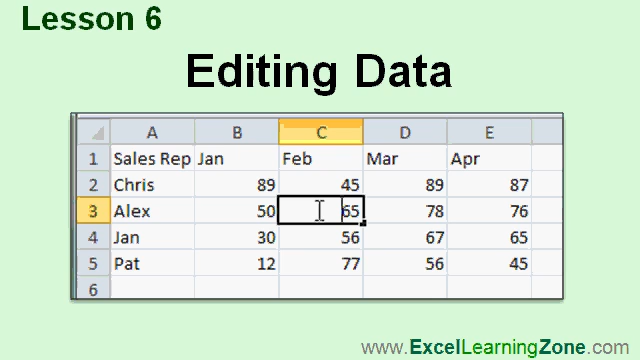 Lesson 6
Editing Data
A B C D E
1 Sales Rep Jan Feb Mar Apr
2 Chris 89 45 89 87
3 Alex 50 65 78 76
4 Jan 30 56 67 65
5 Pat 12 77 56 45
6
www.ExcelLearningZone.com